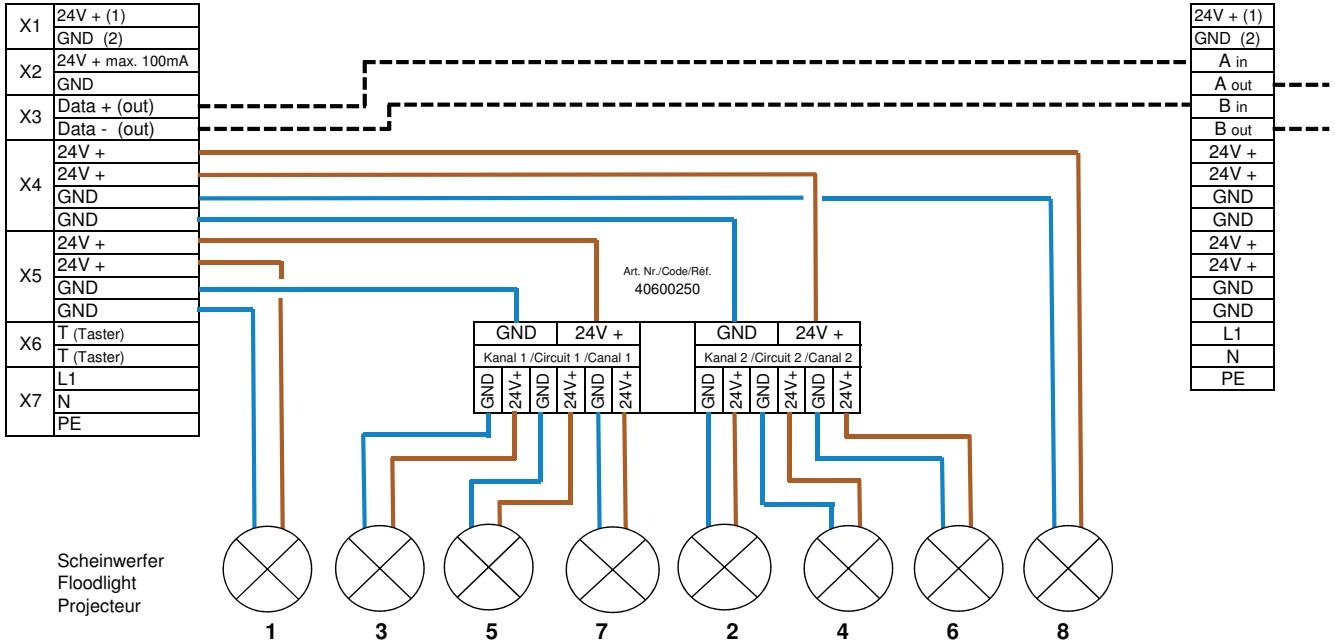 X1
24V + (1)
GND (2)
X2
24V + max. 100mA
GND
X3
Data + (out)
Data - (out)
X4
24V +
24V +
GND
GND
X5
24V +
24V +
GND
GND
X6
T (Taster)
T (Taster)
X7
L1
N
PE
Art. Nr./Code/Réf.
40600250
GND 24V +
Kanal 1 /Circuit 1 /Canal 1
GND 24V+ GND 24V+ GND 24V+
GND 24V +
Kanal 2 /Circuit 2 /Canal 2
GND 24V+ GND 24V+ GND 24V+
24V + (1)
GND (2)
A in
A out
B in
B out
24V +
24V +
GND
GND
24V +
24V +
GND
GND
L1
N
PE
Scheinwerfer
Floodlight
Projecteur
1 3 5 7 2 4 6 8